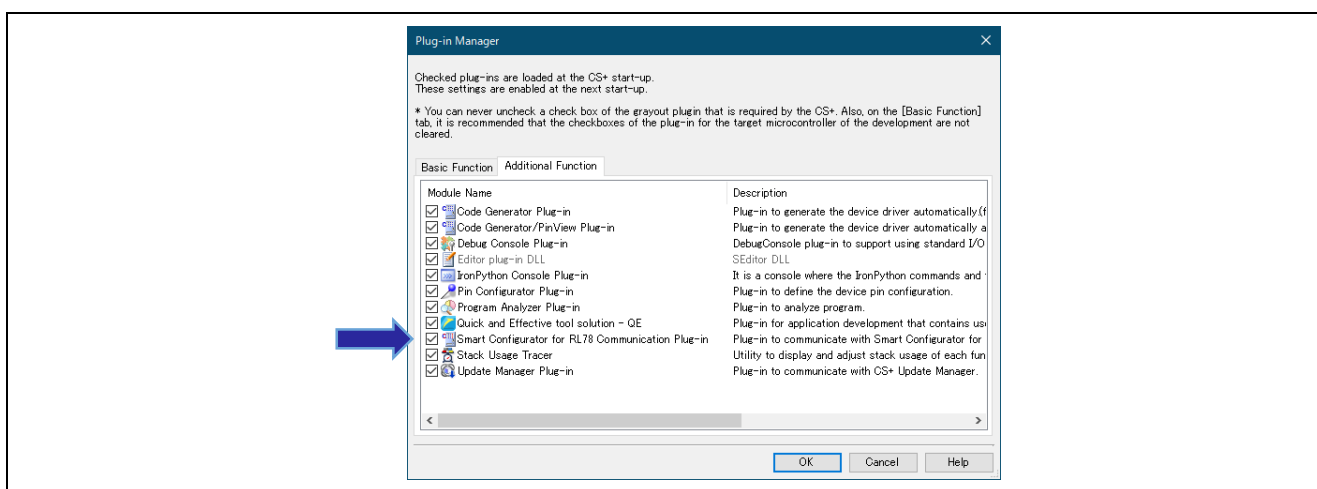 Plug-in Manager
Checked plug-ins are loaded at the CS+ start-up.
These settings are enabled at the next start-up.
* You can never uncheck a check box of the grayout plugin that is required by the CS+. Also, on the [Basic Function]
tab, it is recommended that the checkboxes of the plug-in for the target microcontroller of the development are not
cleared.
Basic Function Additional Function
Module Name Description
Code Generator Plug-in Plug-in to generate the device driver automatically.(f
Code Generator/PinView Plug-in Plug-in to generate the device driver automatically a
Debug Console Plug-in DebugConsole plug-in to support using standard I/O
Editor plug-in DLL SEditor DLL
IronPython Console Plug-in It is a console where the IronPython commands and
Pin Configurator Plug-in Plug-in to define the device pin configuration.
Program Analyzer Plug-in Plug-in to analyze program.
Quick and Effective tool solution - QE Plug-in for application development that contains us
Smart Configurator for RL78 Communication Plug-in Plug-in to communicate with Smart Configurator for
Stack Usage Tracer Utility to display and adjust stack usage of each fun
Update Manager Plug-in Plug-in to communicate with CS+ Update Manager.
OK Cancel Help